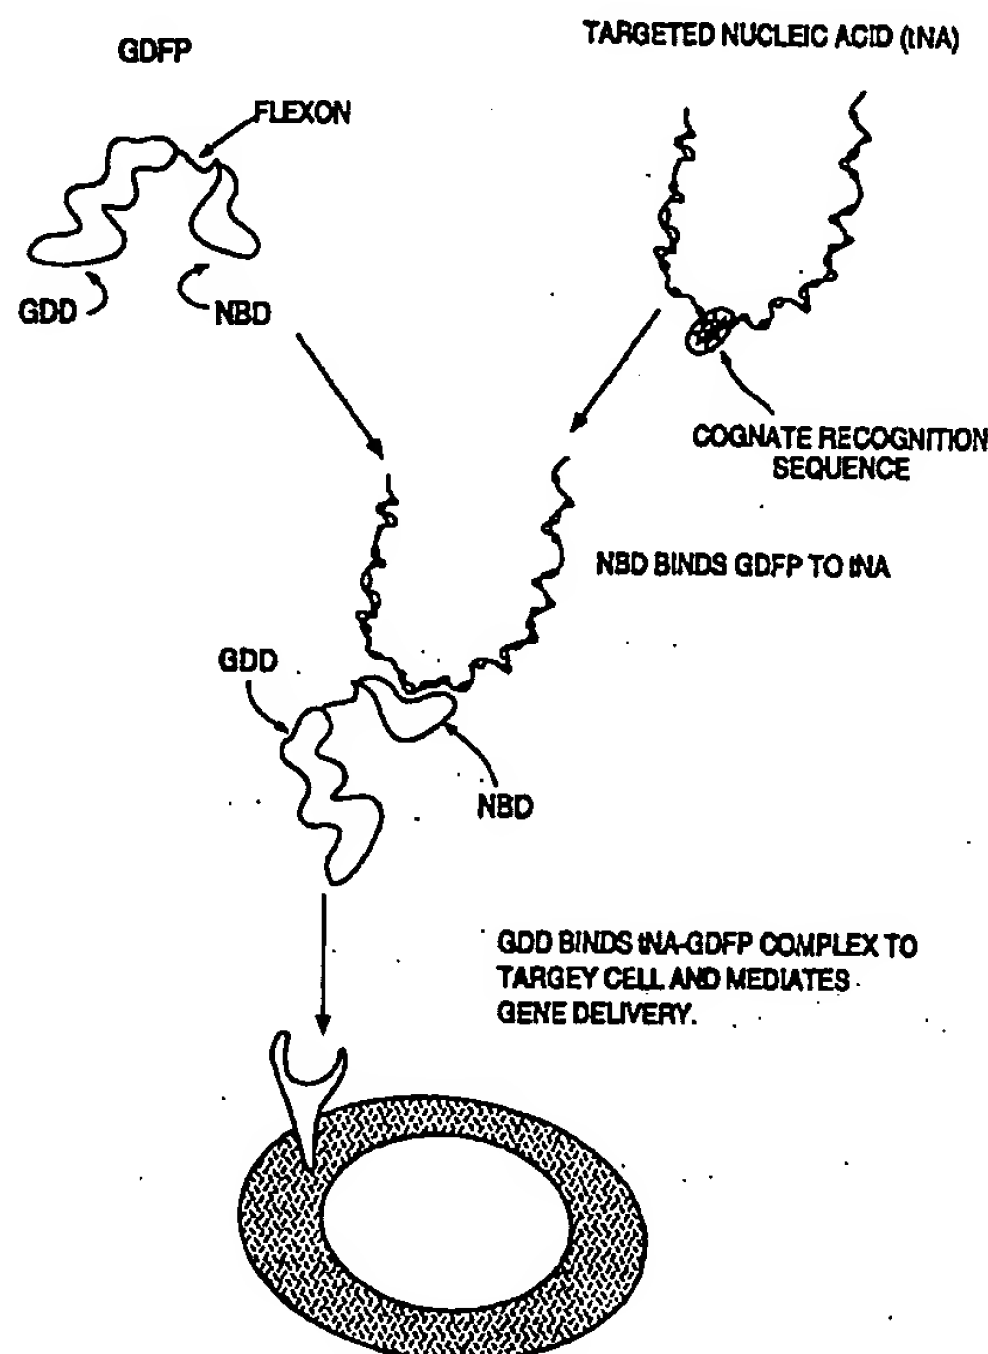 GDFP
TARGETED NUCLEIC ACID (tNA)
FLEXON
GDD
NBD
COGNATE RECOGNITION
SEQUENCE
NBD BINDS GDFP TO tNA
GDD
NBD
GDD BINDS tNA-GDFP COMPLEX TO
TARGEY CELL AND MEDIATES
GENE DELIVERY.